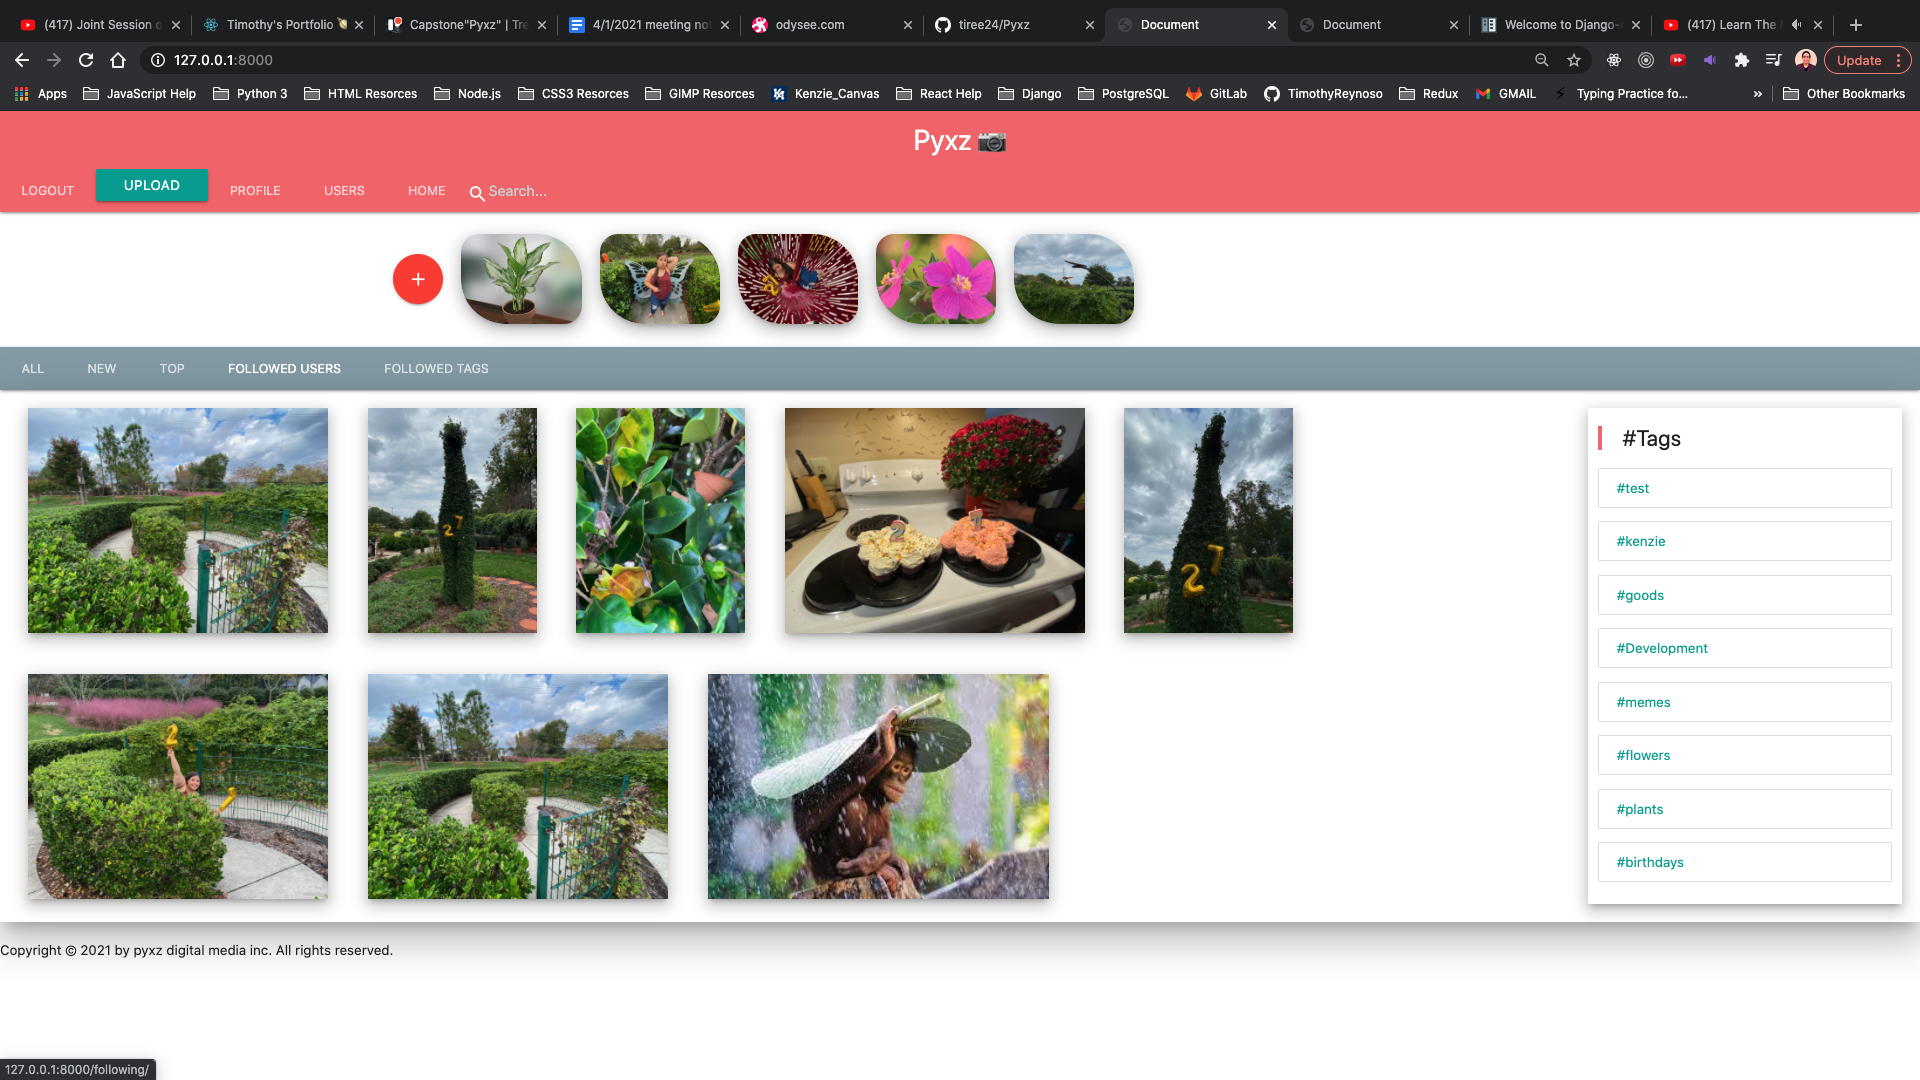 (417) Joint Session o
Timothy's Portfolio
Capstone"Pyxz" | Tre
4/1/2021 meeting not
odysee.com
tiree24/Pyxz
Document
Document
Welcome to Django-
(417) Learn The
127.0.0.1:8000
Update
Apps
JavaScript Help
Python 3
HTML Resorces
Node.js
CSS3 Resorces
GIMP Resorces
Kenzie_Canvas
React Help
Django
PostgreSQL
GitLab
TimothyReynoso
Redux
GMAIL
Typing Practice fo...
»
Other Bookmarks
Pyxz
LOGOUT
UPLOAD
PROFILE
USERS
HOME
Search...
ALL
NEW
TOP
FOLLOWED USERS
FOLLOWED TAGS
27
2
27
2
#Tags
#test
#kenzie
#goods
#Development
#memes
#flowers
#plants
#birthdays
Copyright © 2021 by pyxz digital media inc. All rights reserved.
127.0.0.1:8000/following/